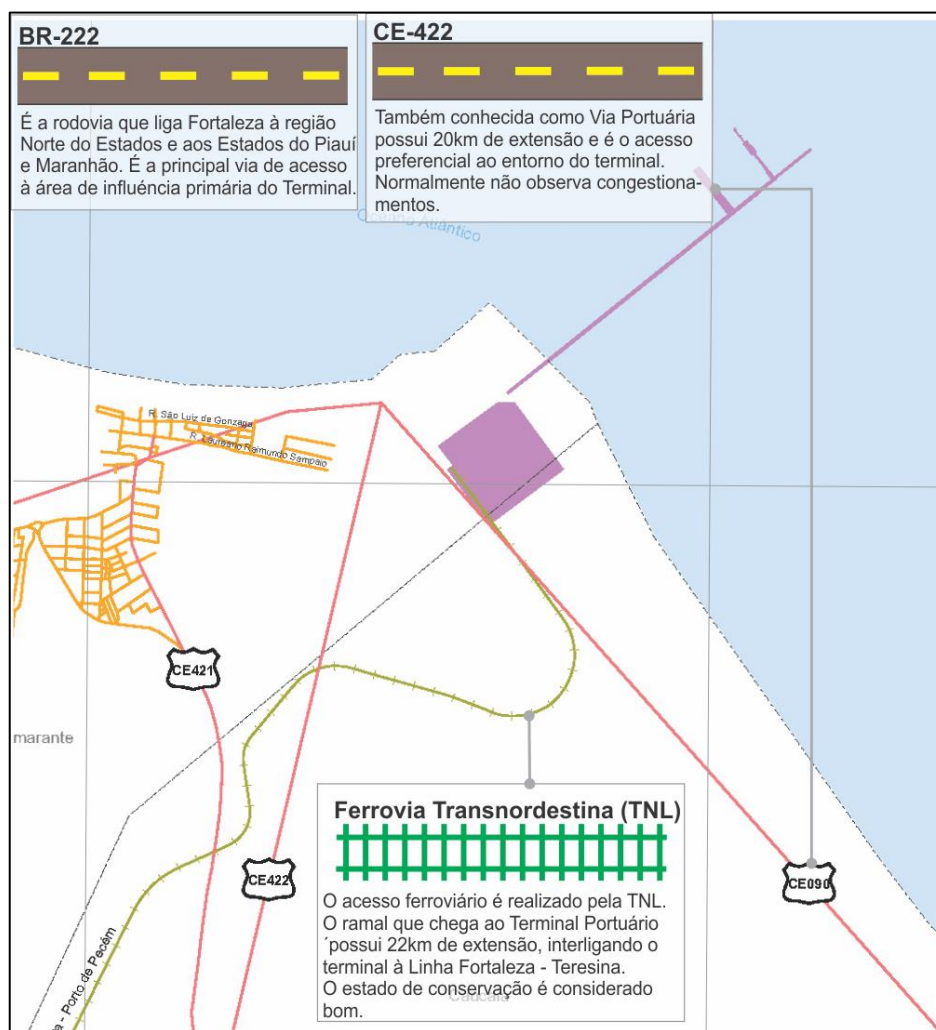 BR-222
É a rodovia que liga Fortaleza à região
Norte do Estados e aos Estados do Piauí
e Maranhão. É a principal via de acesso
à área de influência primária do Terminal.
CE-422
Também conhecida como Via Portuária
possui 20km de extensão e é o acesso
preferencial ao entorno do terminal.
Normalmente não observa congestiona-
mentos.
Oceano Atlântico
R. São Luiz de Gonzaga
R. Laureano Raimundo Sampaio
CE421
marante
CE422
CE090
Ferrovia Transnordestina (TNL)
O acesso ferroviário é realizado pela TNL.
O ramal que chega ao Terminal Portuário
´possui 22km de extensão, interligando o
terminal à Linha Fortaleza - Teresina.
O estado de conservação é considerado
bom.
Caucaia
a - Porto de Pecém